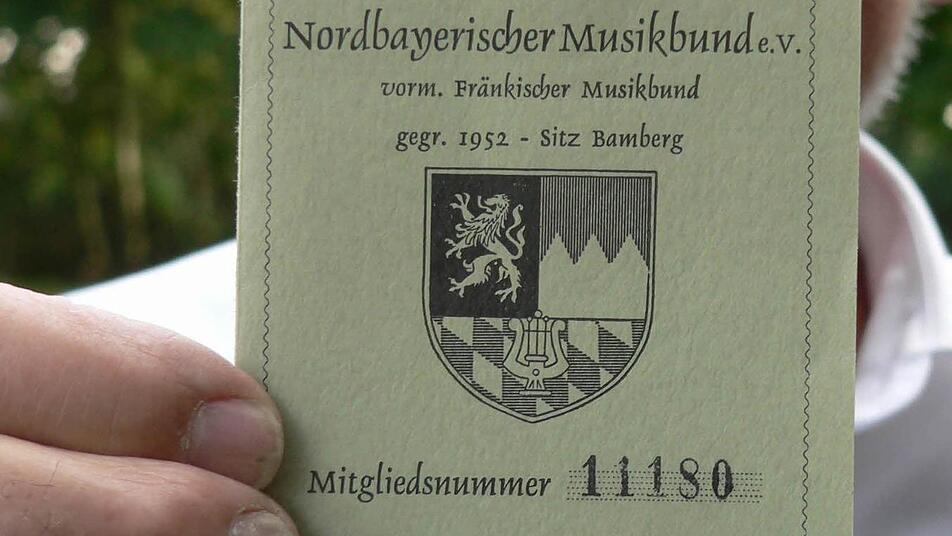 Nordbayerischer Musikbund e.V.
vorm. Fränkischer Musikbund
gegr. 1952 - Sitz Bamberg
Mitgliedsnummer 11180